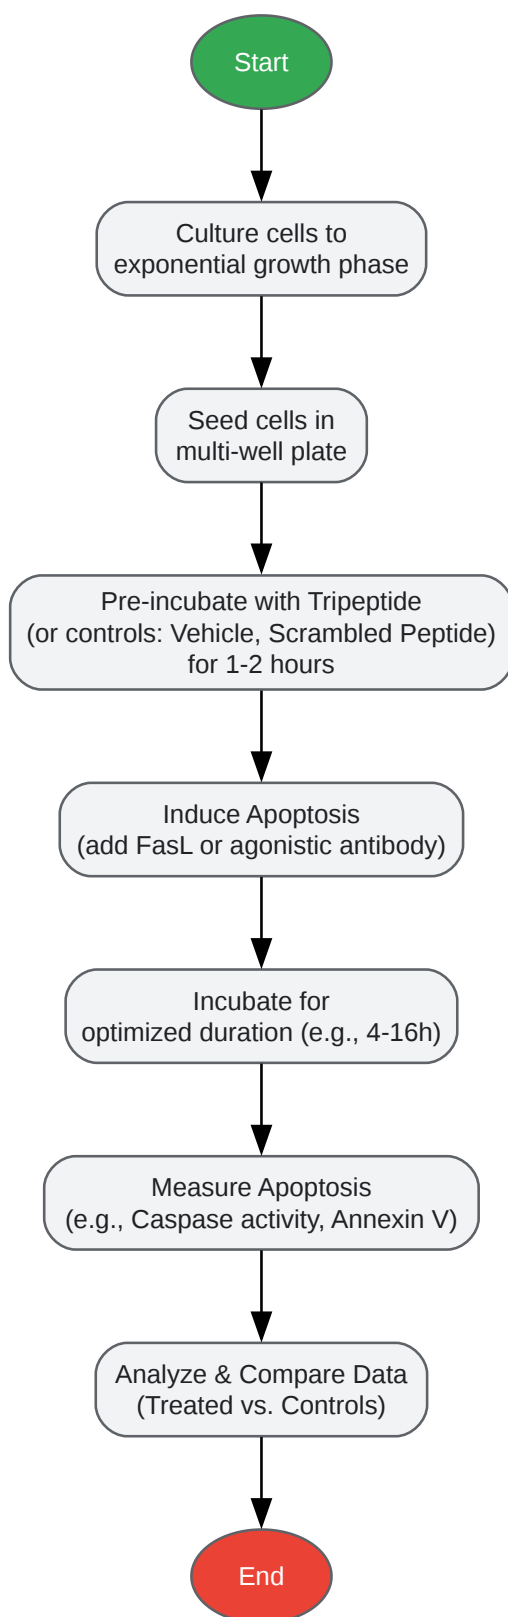 Start
Culture cells to
exponential growth phase
Seed cells in
multi-well plate
Pre-incubate with Tripeptide
(or controls: Vehicle, Scrambled Peptide)
for 1-2 hours
Induce Apoptosis
(add FasL or agonistic antibody)
Incubate for
optimized duration (e.g., 4-16h)
Measure Apoptosis
(e.g., Caspase activity, Annexin V)
Analyze & Compare Data
(Treated vs. Controls)
End